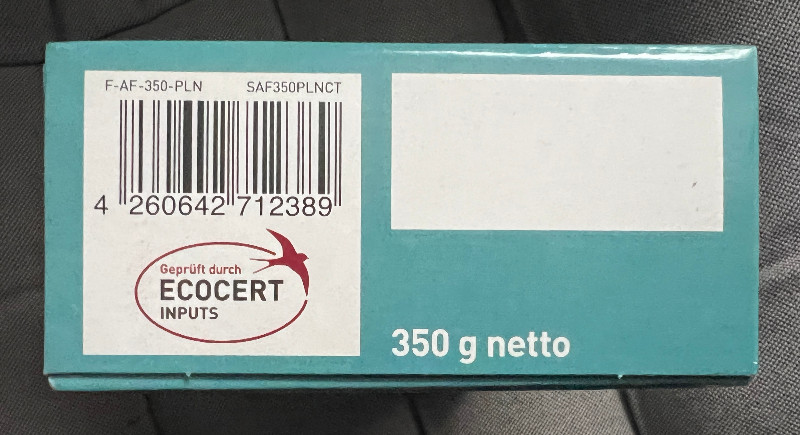 F-AF-350-PLN SAF350PLNCT
4 260642 712389
Geprüft durch
ECOCERT
INPUTS
350 g netto